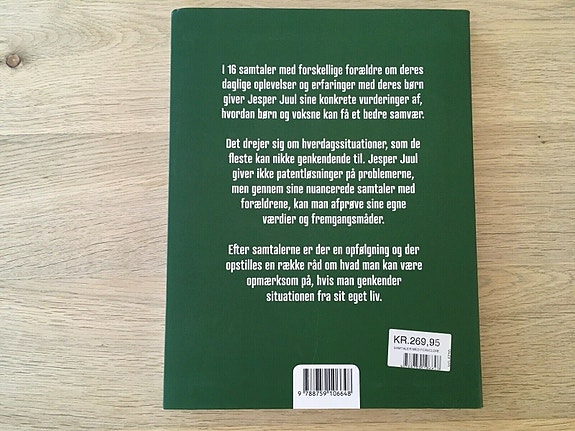 I 16 samtaler med forskellige forældre om deres
daglige oplevelser og erfaringer med deres børn
giver Jesper Juul sine konkrete vurderinger af,
hvordan børn og voksne kan få et bedre samvær.
Det drejer sig om hverdagssituationer, som de
fleste kan nikke genkendende til. Jesper Juul
giver ikke patentløsninger på problemerne,
men gennem sine nuancerede samtaler med
forældrene, kan man afprøve sine egne
værdier og fremgangsmåder.
Efter samtalerne er der en opfølgning og der
opstilles en række råd om hvad man kan være
opmærksom på, hvis man genkender
situationen fra sit eget liv.
KR.269,95
9 788759 106648